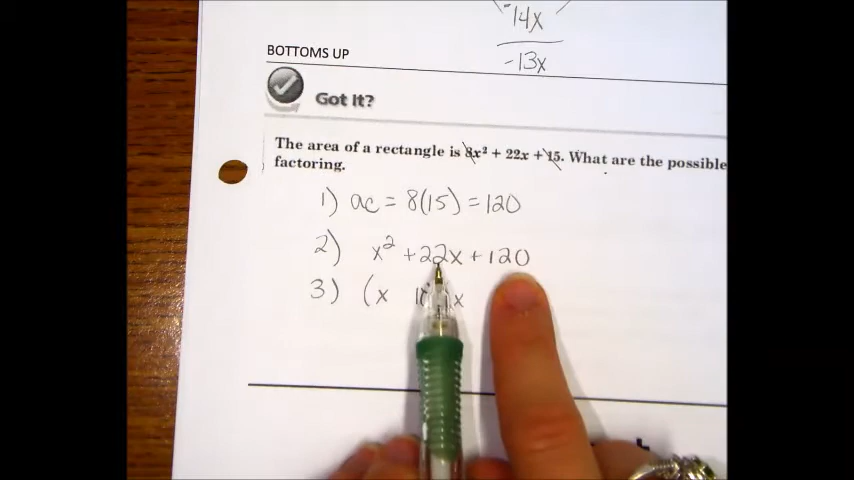 -14x
-13x
BOTTOMS UP
Got It?
The area of a rectangle is 8x² + 22x + 15. What are the possible
factoring.
1) ac = 8(15) = 120
2) x² + 22x + 120
3) (x x